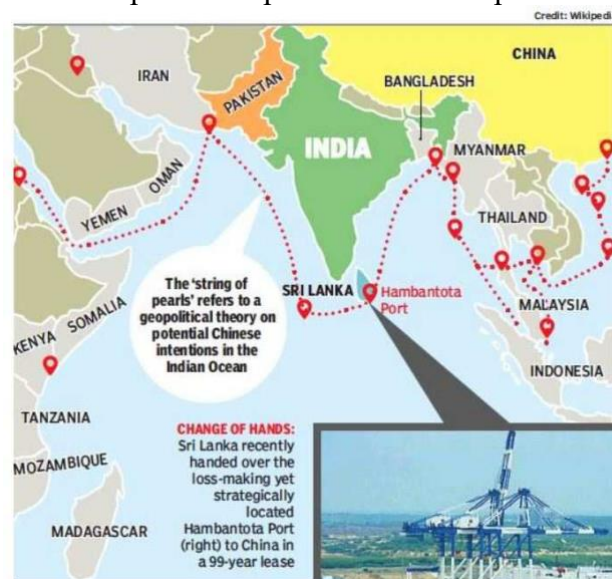 Credit: Wikipedi
CHINA
IRAN
PAKISTAN
BANGLADESH
INDIA
MYANMAR
OMAN
YEMEN
THAILAND
The 'string of
pearls' refers to a
geopolitical theory on
potential Chinese
intentions in the
Indian Ocean
SRI LANKA
Hambantota
Port
MALAYSIA
INDONESIA
SOMALIA
KENYA
TANZANIA
MOZAMBIQUE
MADAGASCAR
CHANGE OF HANDS:
Sri Lanka recently
handed over the
loss-making yet
strategically
located
Hambantota Port
(right) to China in
a 99-year lease